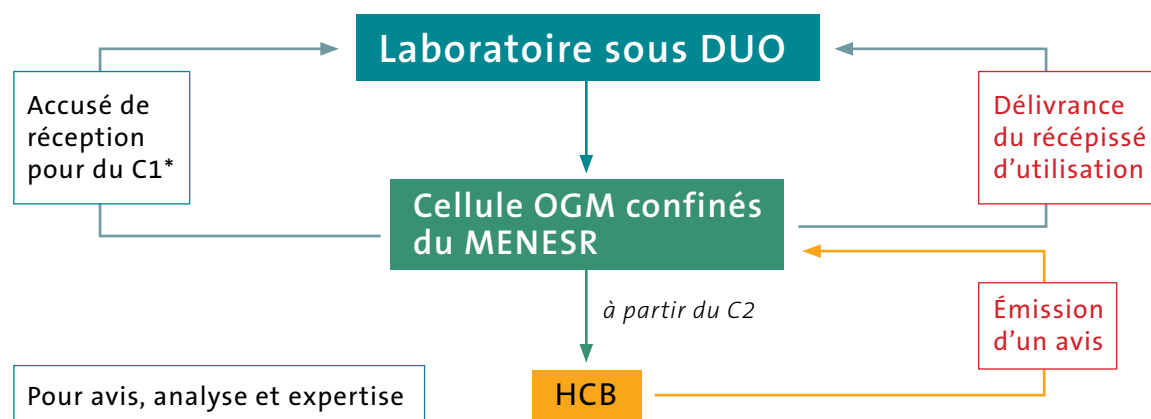 Laboratoire sous DUO
Accusé de
réception
pour du C1*
Délivrance
du récépissé
d’utilisation
Cellule OGM confinés
du MENESR
à partir du C2
Émission
d’un avis
Pour avis, analyse et expertise
HCB